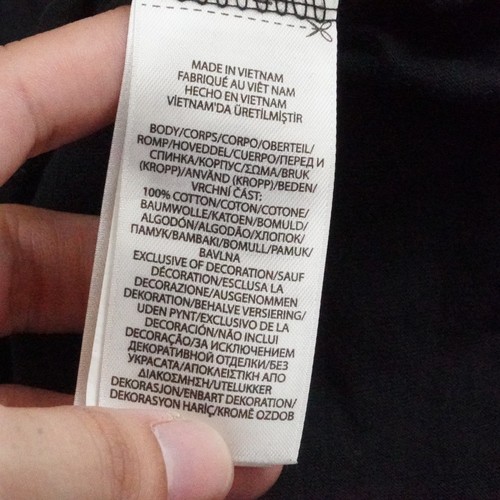 MADE IN VIETNAM
FABRIQUÉ AU VIÊT NAM
HECHO EN VIETNAM
VİETNAM'DA ÜRETİLMİŞTİR
BODY/CORPS/CORPO/OBERTEIL/
ROMP/HOVEDDEL/CUERPO/ПЕРЕД И
СПИНКА/КОРПУС/ΣΩΜΑ/BRUK
(KROPP)/ANVÄND (KROPP)/BEDEN/
VRCHNÍ ČÁST:
100% COTTON/COTON/COTONE/
BAUMWOLLE/KATOEN/BOMULD/
ALGODÓN/ALGODÃO/ХЛОПОК/
ПАМУК/ΒΑΜΒΑΚΙ/BOMULL/PAMUK/
BAVLNA
EXCLUSIVE OF DECORATION/SAUF
DÉCORATION/ESCLUSA LA
DECORAZIONE/AUSGENOMMEN
DEKORATION/BEHALVE VERSIERING/
UDEN PYNT/EXCLUSIVO DE LA
DECORACIÓN/NÃO INCLUI
DECORAÇÃO/ЗА ИСКЛЮЧЕНИЕМ
ДЕКОРАТИВНОЙ ОТДЕЛКИ/БЕЗ
УКРАСАТА/ΑΠΟΚΛΕΙΣΤΙΚΗ ΑΠΟ
ΔΙΑΚΟΣΜΗΣΗ/UTELUKKER
DEKORASJON/ENBART DEKORATION/
DEKORASYON HARİÇ/KROMĚ OZDOB